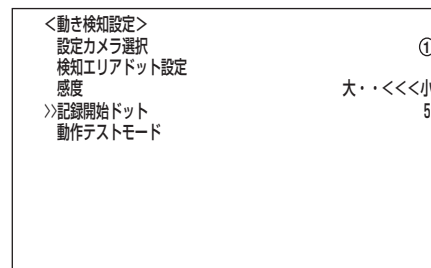 <動き検知設定>
設定カメラ選択 ①
検知エリアドット設定
感度 大・・<<<小
>>記録開始ドット 5
動作テストモード